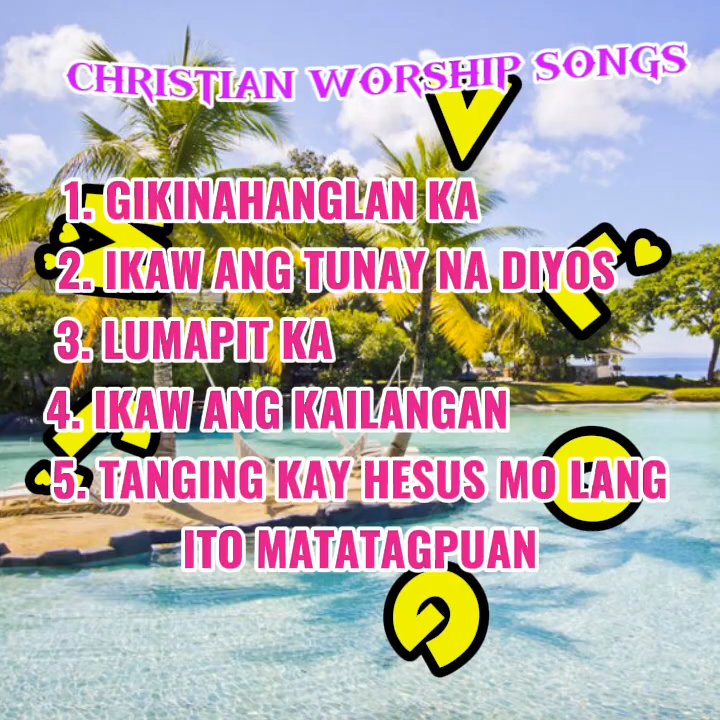 CHRISTIAN WORSHIP SONGS
1. GIKINAHANGLAN KA
2. IKAW ANG TUNAY NA DIYOS
3. LUMAPIT KA
4. IKAW ANG KAILANGAN
5. TANGING KAY HESUS MO LANG
ITO MATATAGPUAN